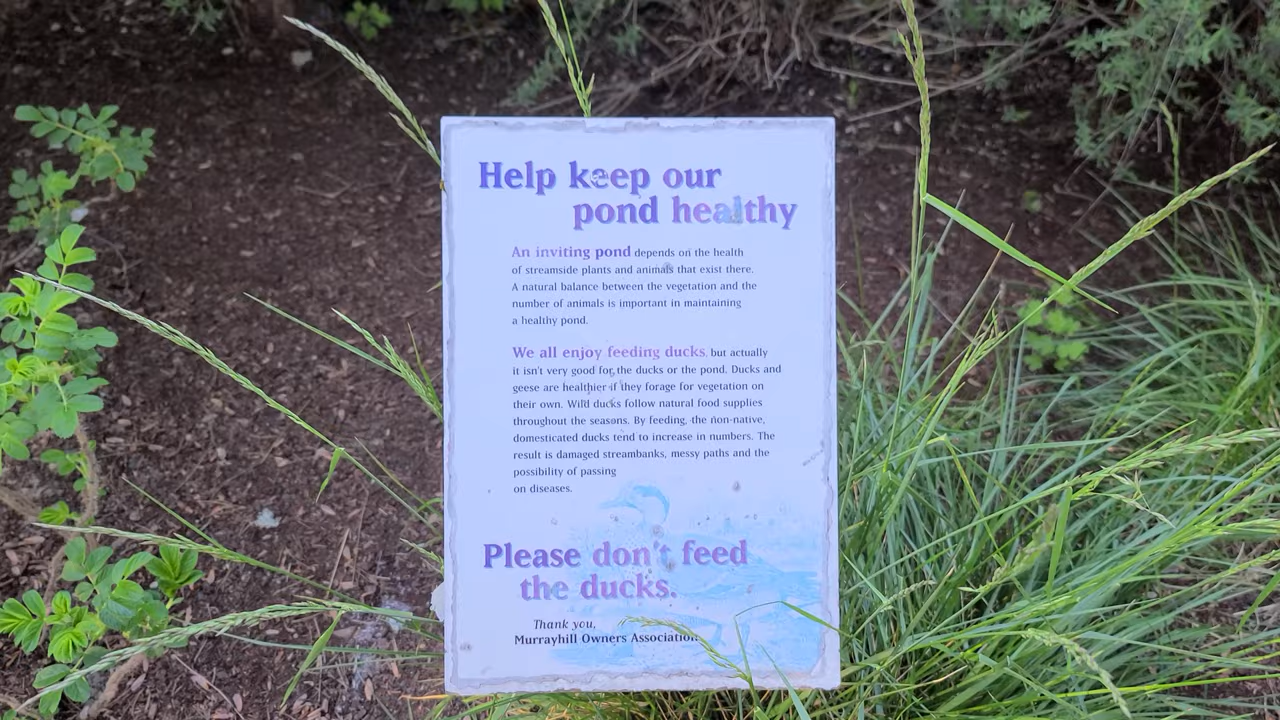 Help keep our
pond healthy
An inviting pond depends on the health
of streamside plants and animals that exist there.
A natural balance between the vegetation and the
number of animals is important in maintaining
a healthy pond.
We all enjoy feeding ducks, but actually
it isn't very good for the ducks or the pond. Ducks and
geese are healthier if they forage for vegetation on
their own. Wild ducks follow natural food supplies
throughout the seasons. By feeding, the non-native,
domesticated ducks tend to increase in numbers. The
result is damaged streambanks, messy paths and the
possibility of passing
on diseases.
Please don't feed
the ducks.
Thank you,
Murrayhill Owners Association